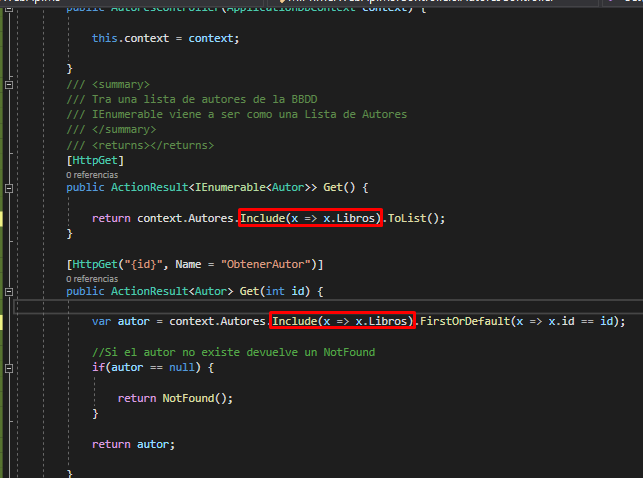 public AutoresController(ApplicationDbContext context) {
this.context = context;
}
/// <summary>
/// Tra una lista de autores de la BBDD
/// IEnumerable viene a ser como una Lista de Autores
/// </summary>
/// <returns></returns>
[HttpGet]
0 referencias
public ActionResult<IEnumerable<Autor>> Get() {
return context.Autores.Include(x => x.Libros).ToList();
}
[HttpGet("{id}", Name = "ObtenerAutor")]
0 referencias
public ActionResult<Autor> Get(int id) {
var autor = context.Autores.Include(x => x.Libros).FirstOrDefault(x => x.id == id);
//Si el autor no existe devuelve un NotFound
if(autor == null) {
return NotFound();
}
return autor;
}